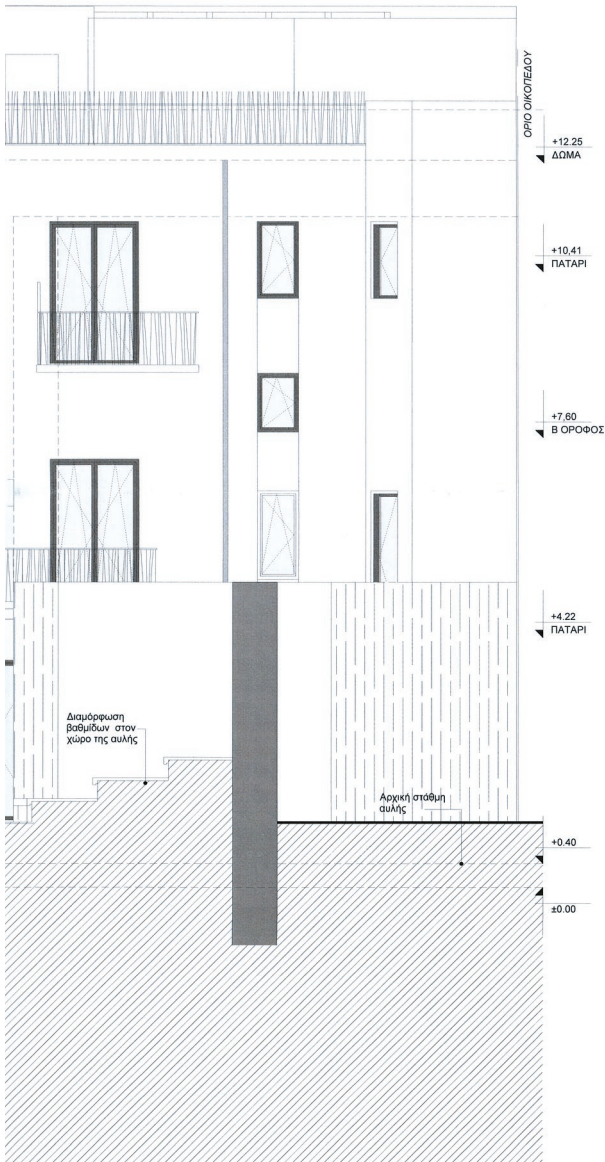 ΟΡΙΟ ΟΙΚΟΠΕΔΟΥ
+12.25
ΔΩΜΑ
+10,41
ΠΑΤΑΡΙ
+7,60
Β ΟΡΟΦΟΣ
+4.22
ΠΑΤΑΡΙ
Διαμόρφωση
βαθμίδων στον
χώρο της αυλής
Αρχική στάθμη
αυλής
+0.40
±0.00